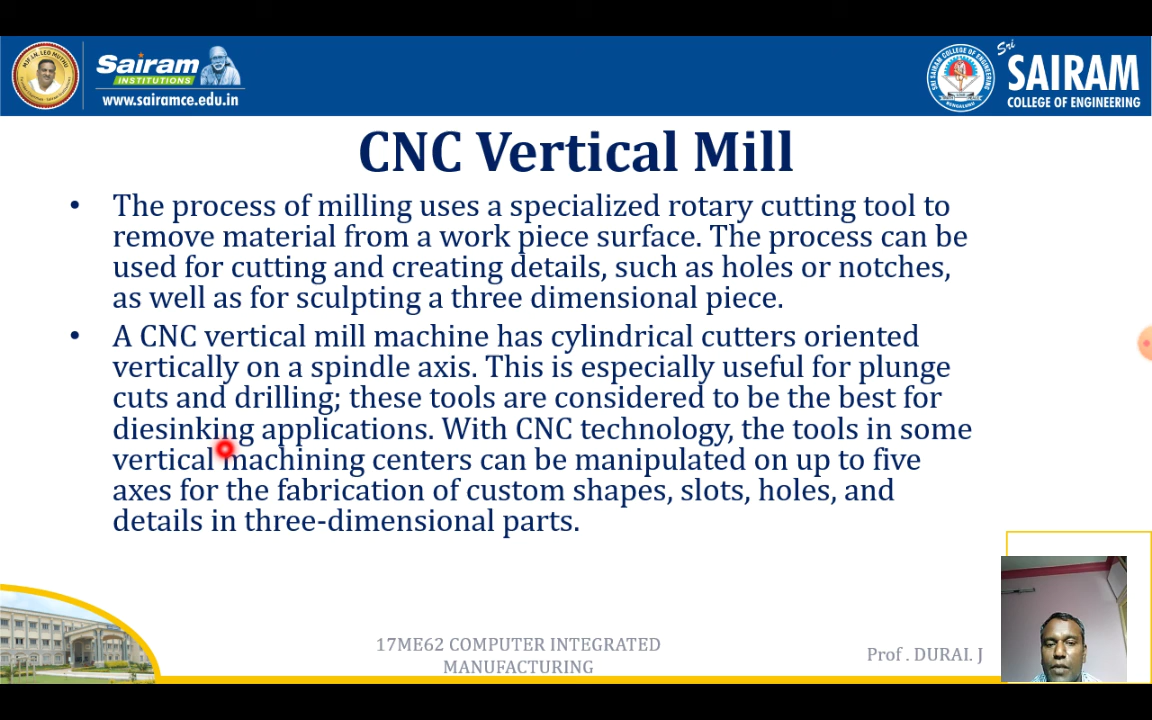 Sairam
INSTITUTIONS
www.sairamce.edu.in
Sri
SAIRAM
COLLEGE OF ENGINEERING
CNC Vertical Mill
• The process of milling uses a specialized rotary cutting tool to
remove material from a work piece surface. The process can be
used for cutting and creating details, such as holes or notches,
as well as for sculpting a three dimensional piece.
• A CNC vertical mill machine has cylindrical cutters oriented
vertically on a spindle axis. This is especially useful for plunge
cuts and drilling; these tools are considered to be the best for
diesinking applications. With CNC technology, the tools in some
vertical machining centers can be manipulated on up to five
axes for the fabrication of custom shapes, slots, holes, and
details in three-dimensional parts.
17ME62 COMPUTER INTEGRATED
MANUFACTURING
Prof . DURAI. J